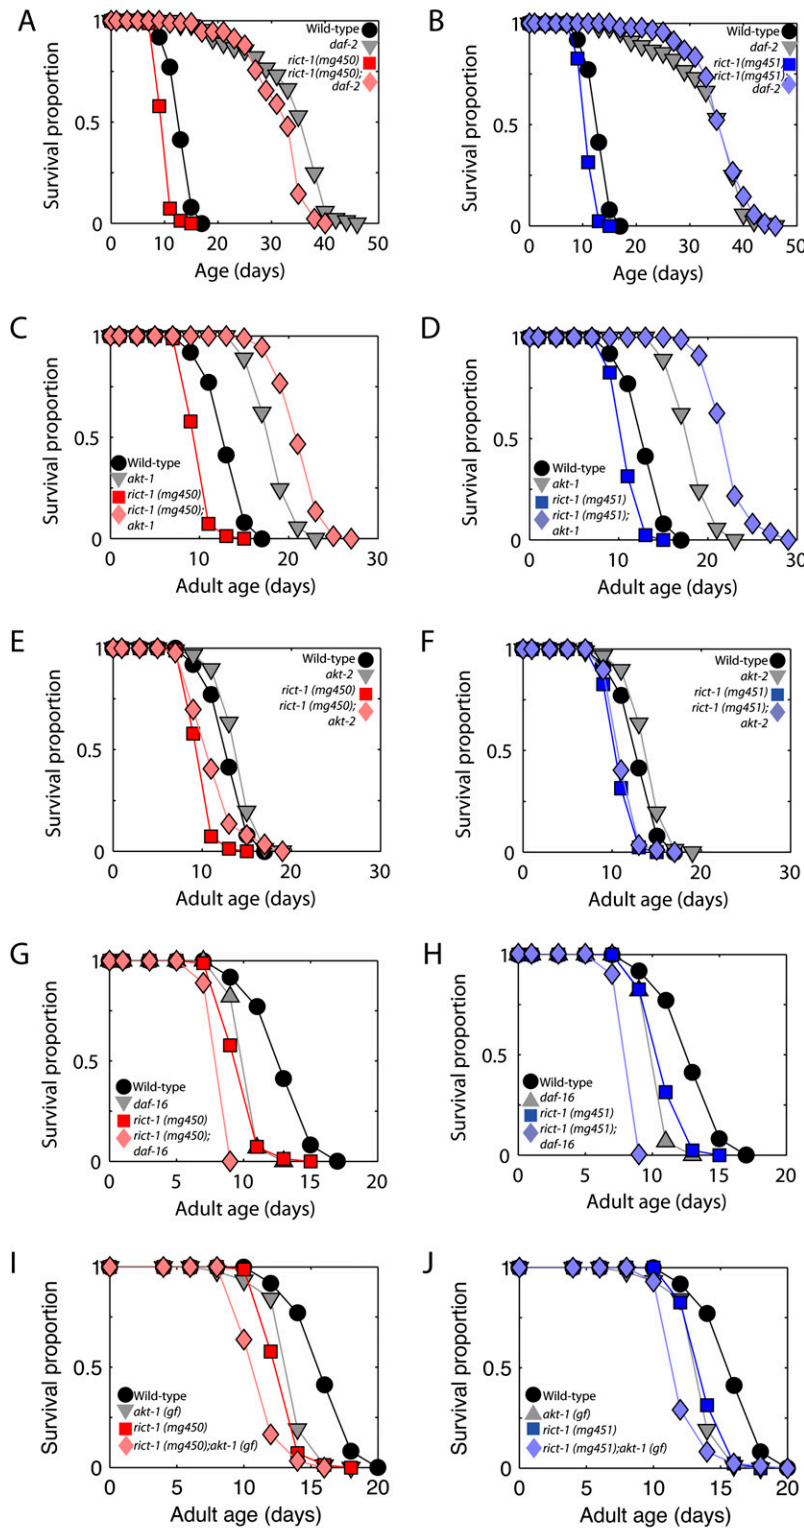 A
Survival proportion
1
0.5
0
Wild-type
daf-2
rict-1(mg450)
rict-1(mg450);
daf-2
0 10 20 30 40 50
Age (days)
B
Survival proportion
1
0.5
0
Wild-type
daf-2
rict-1(mg451)
rict-1(mg451);
daf-2
0 10 20 30 40 50
Age (days)
C
Survival proportion
1
0.5
0
Wild-type
akt-1
rict-1 (mg450)
rict-1 (mg450);
akt-1
0 10 20 30
Adult age (days)
D
Survival proportion
1
0.5
0
Wild-type
akt-1
rict-1 (mg451)
rict-1 (mg451);
akt-1
0 10 20 30
Adult age (days)
E
Survival proportion
1
0.5
0
Wild-type
akt-2
rict-1 (mg450)
rict-1 (mg450);
akt-2
0 10 20 30
Adult age (days)
F
Survival proportion
1
0.5
0
Wild-type
akt-2
rict-1 (mg451)
rict-1 (mg451);
akt-2
0 10 20 30
Adult age (days)
G
Survival proportion
1
0.5
0
Wild-type
daf-16
rict-1 (mg450)
rict-1 (mg450);
daf-16
0 5 10 15 20
Adult age (days)
H
Survival proportion
1
0.5
0
Wild-type
daf-16
rict-1 (mg451)
rict-1 (mg451);
daf-16
0 5 10 15 20
Adult age (days)
I
Survival proportion
1
0.5
0
Wild-type
akt-1 (gf)
rict-1 (mg450)
rict-1 (mg450);akt-1 (gf)
0 5 10 15 20
Adult age (days)
J
Survival proportion
1
0.5
0
Wild-type
akt-1 (gf)
rict-1 (mg451)
rict-1 (mg451);akt-1 (gf)
0 5 10 15 20
Adult age (days)